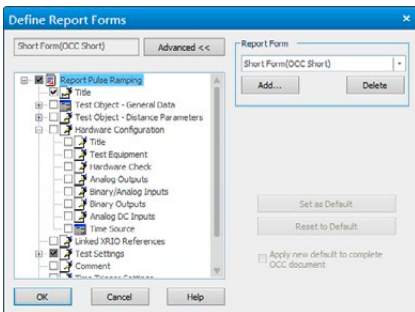 Define Report Forms
Short Form(OCC Short)
Advanced <<
Report Pulse Ramping
Title
Test Object - General Data
Test Object - Distance Parameters
Hardware Configuration
Title
Test Equipment
Hardware Check
Analog Outputs
Binary/Analog Inputs
Binary Outputs
Analog DC Inputs
Time Source
Linked XRIO References
Test Settings
Comment
Time Trigger Settings
OK
Cancel
Help
Report Form
Short Form(OCC Short)
Add...
Delete
Set as Default
Reset to Default
Apply new default to complete
OCC document